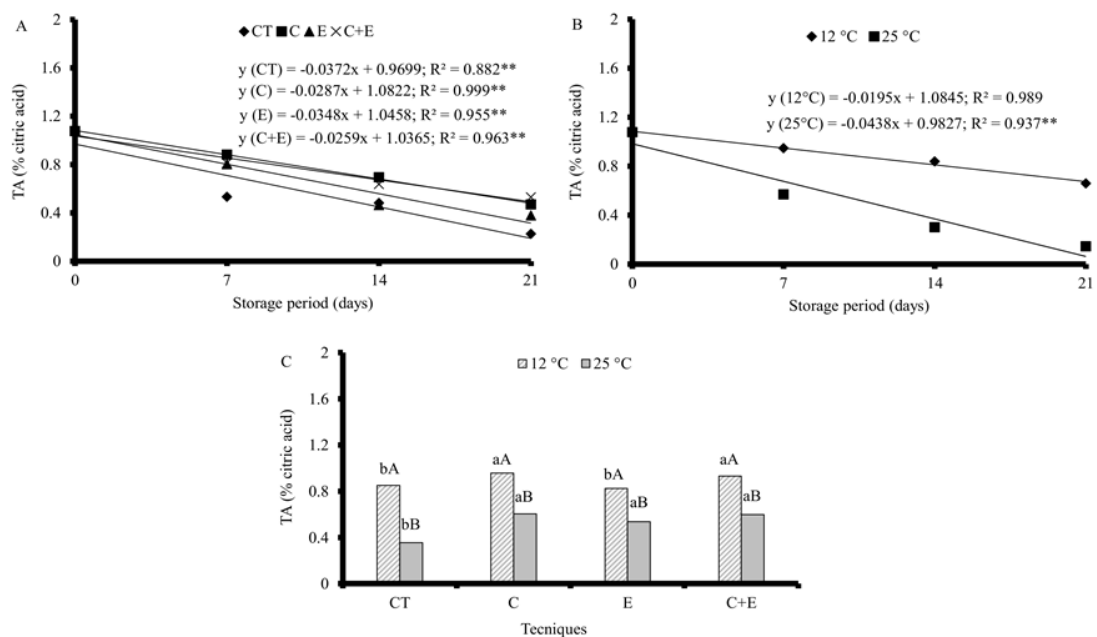 A
◆CT ■C ▲E ×C+E
y (CT) = -0.0372x + 0.9699; R² = 0.882**
y (C) = -0.0287x + 1.0822; R² = 0.999**
y (E) = -0.0348x + 1.0458; R² = 0.955**
y (C+E) = -0.0259x + 1.0365; R² = 0.963**
TA (% citric acid)
2
1.6
1.2
0.8
0.4
0
0 7 14 21
Storage period (days)
B
◆ 12 °C ■ 25 °C
y (12°C) = -0.0195x + 1.0845; R² = 0.989
y (25°C) = -0.0438x + 0.9827; R² = 0.937**
TA (% citric acid)
2
1.6
1.2
0.8
0.4
0
0 7 14 21
Storage period (days)
C
12 °C 25 °C
TA (% citric acid)
2
1.6
1.2
0.8
0.4
0
bA aA bA aA
bB aB aB aB
CT C E C+E
Tecniques